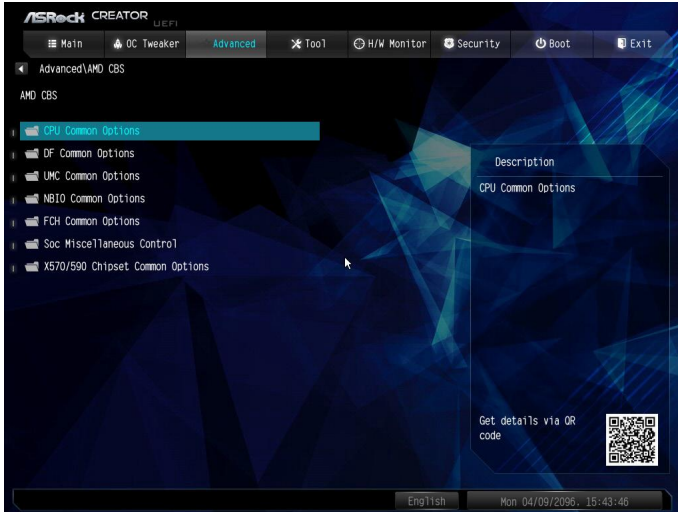 ASRock CREATOR UEFI
Main OC Tweaker Advanced Tool H/W Monitor Security Boot Exit
Advanced\AMD CBS
AMD CBS
CPU Common Options
DF Common Options
UMC Common Options
NBIO Common Options
FCH Common Options
Soc Miscellaneous Control
X570/590 Chipset Common Options
Description
CPU Common Options
Get details via QR
code
English Mon 04/09/2096. 15:43:46